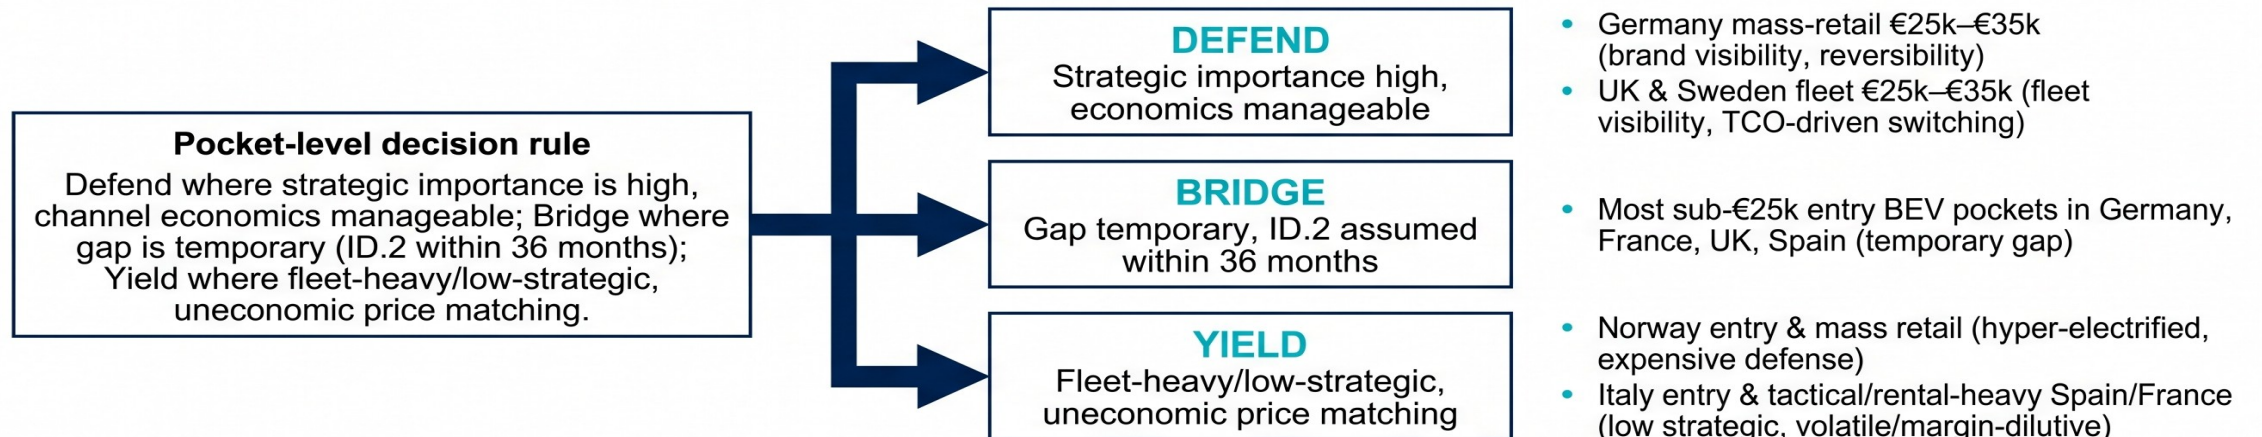 Pocket-level decision rule
Defend where strategic importance is high,
channel economics manageable; Bridge where
gap is temporary (ID.2 within 36 months);
Yield where fleet-heavy/low-strategic,
uneconomic price matching.
DEFEND
Strategic importance high,
economics manageable
BRIDGE
Gap temporary, ID.2 assumed
within 36 months
YIELD
Fleet-heavy/low-strategic,
uneconomic price matching
• Germany mass-retail €25k–€35k
(brand visibility, reversibility)
• UK & Sweden fleet €25k–€35k (fleet
visibility, TCO-driven switching)
• Most sub-€25k entry BEV pockets in Germany,
France, UK, Spain (temporary gap)
• Norway entry & mass retail (hyper-electrified,
expensive defense)
• Italy entry & tactical/rental-heavy Spain/France
(low strategic, volatile/margin-dilutive)